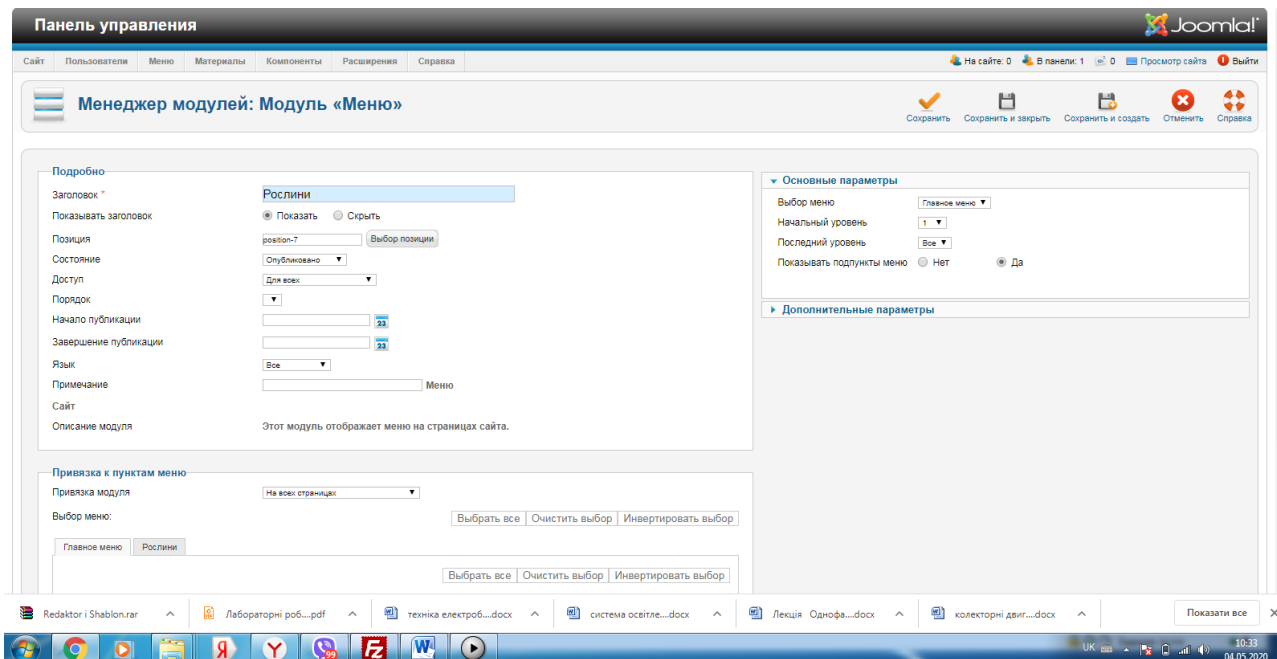 Панель управления
Joomla!
Сайт Пользователи Меню Материалы Компоненты Расширения Справка На сайте: 0 В панели: 1 0 Просмотр сайта Выйти
Менеджер модулей: Модуль «Меню»
Сохранить Сохранить и закрыть Сохранить и создать Отменить Справка
Подробно
Заголовок * Рослини
Показывать заголовок Показать Скрыть
Позиция position-7 Выбор позиции
Состояние Опубликовано
Доступ Для всех
Порядок
Начало публикации 23
Завершение публикации 23
Язык Все
Примечание Меню
Сайт
Описание модуля Этот модуль отображает меню на страницах сайта.
Основные параметры
Выбор меню Главное меню
Начальный уровень 1
Последний уровень Все
Показывать подпункты меню Нет Да
Дополнительные параметры
Привязка к пунктам меню
Привязка модуля На всех страницах
Выбор меню: Выбрать все Очистить выбор Инвертировать выбор
Главное меню Рослини
Выбрать все Очистить выбор Инвертировать выбор
Redaktor i Shablon.rar Лабораторні роб....pdf техніка електроб....docx система освітле....docx Лекція Однофа....docx колекторні двиг....docx Показати все
Я Y 99 Fz W UK 10:33
04.05.2020